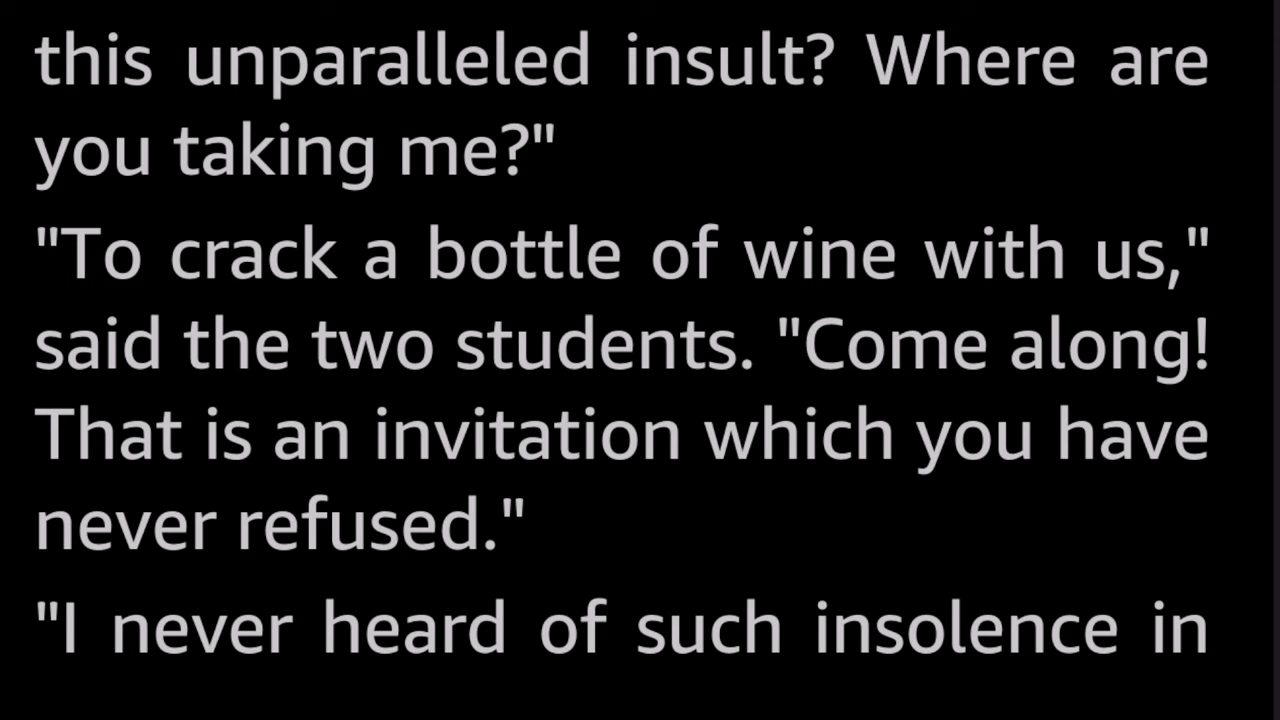 this unparalleled insult? Where are
you taking me?"
"To crack a bottle of wine with us,"
said the two students. "Come along!
That is an invitation which you have
never refused."
"I never heard of such insolence in